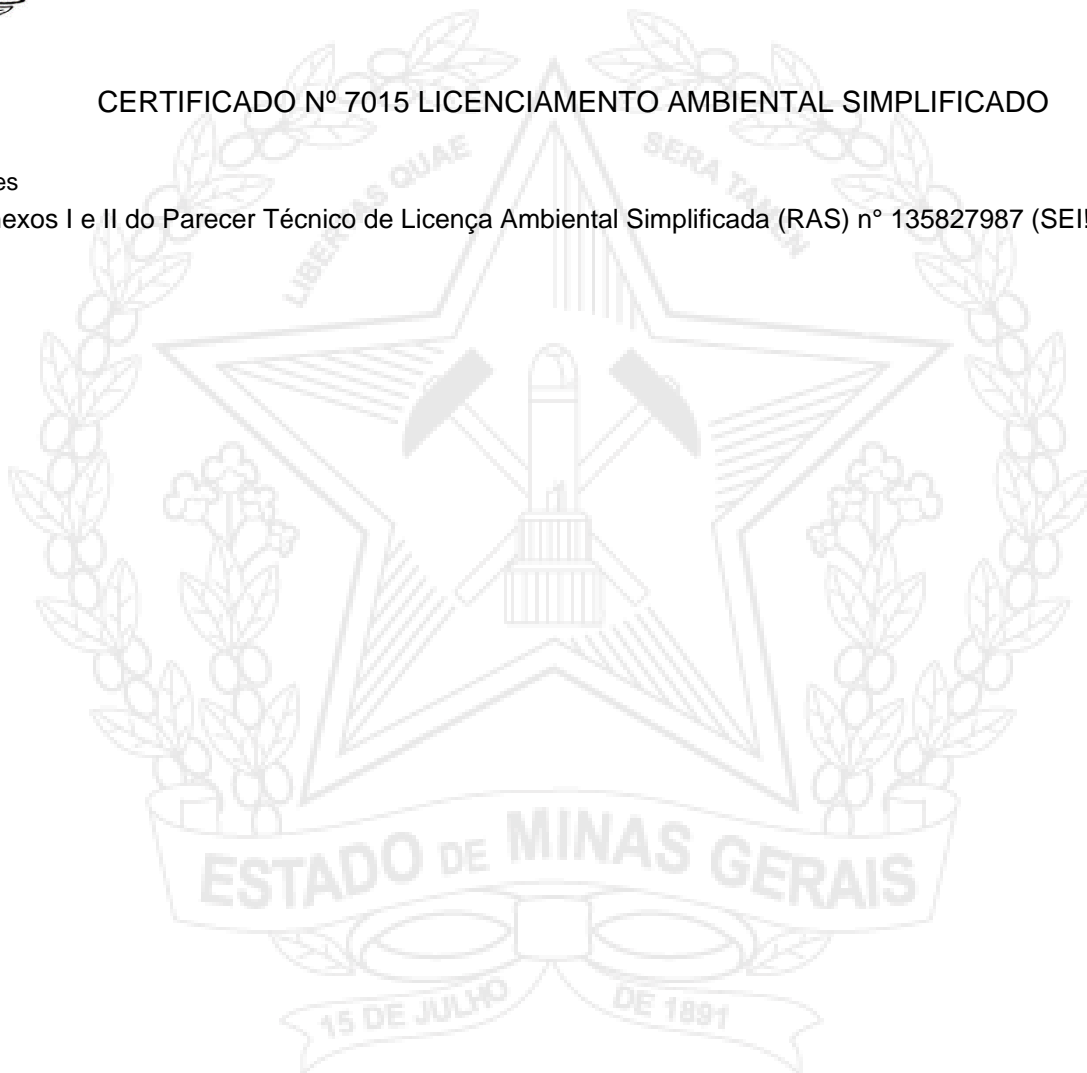 CERTIFICADO Nº 7015 LICENCIAMENTO AMBIENTAL SIMPLIFICADO
es
exos I e II do Parecer Técnico de Licença Ambiental Simplificada (RAS) n° 135827987 (SEI!
LIBERTAS QUAE SERA TAMEN
ESTADO DE MINAS GERAIS
15 DE JULHO DE 1891